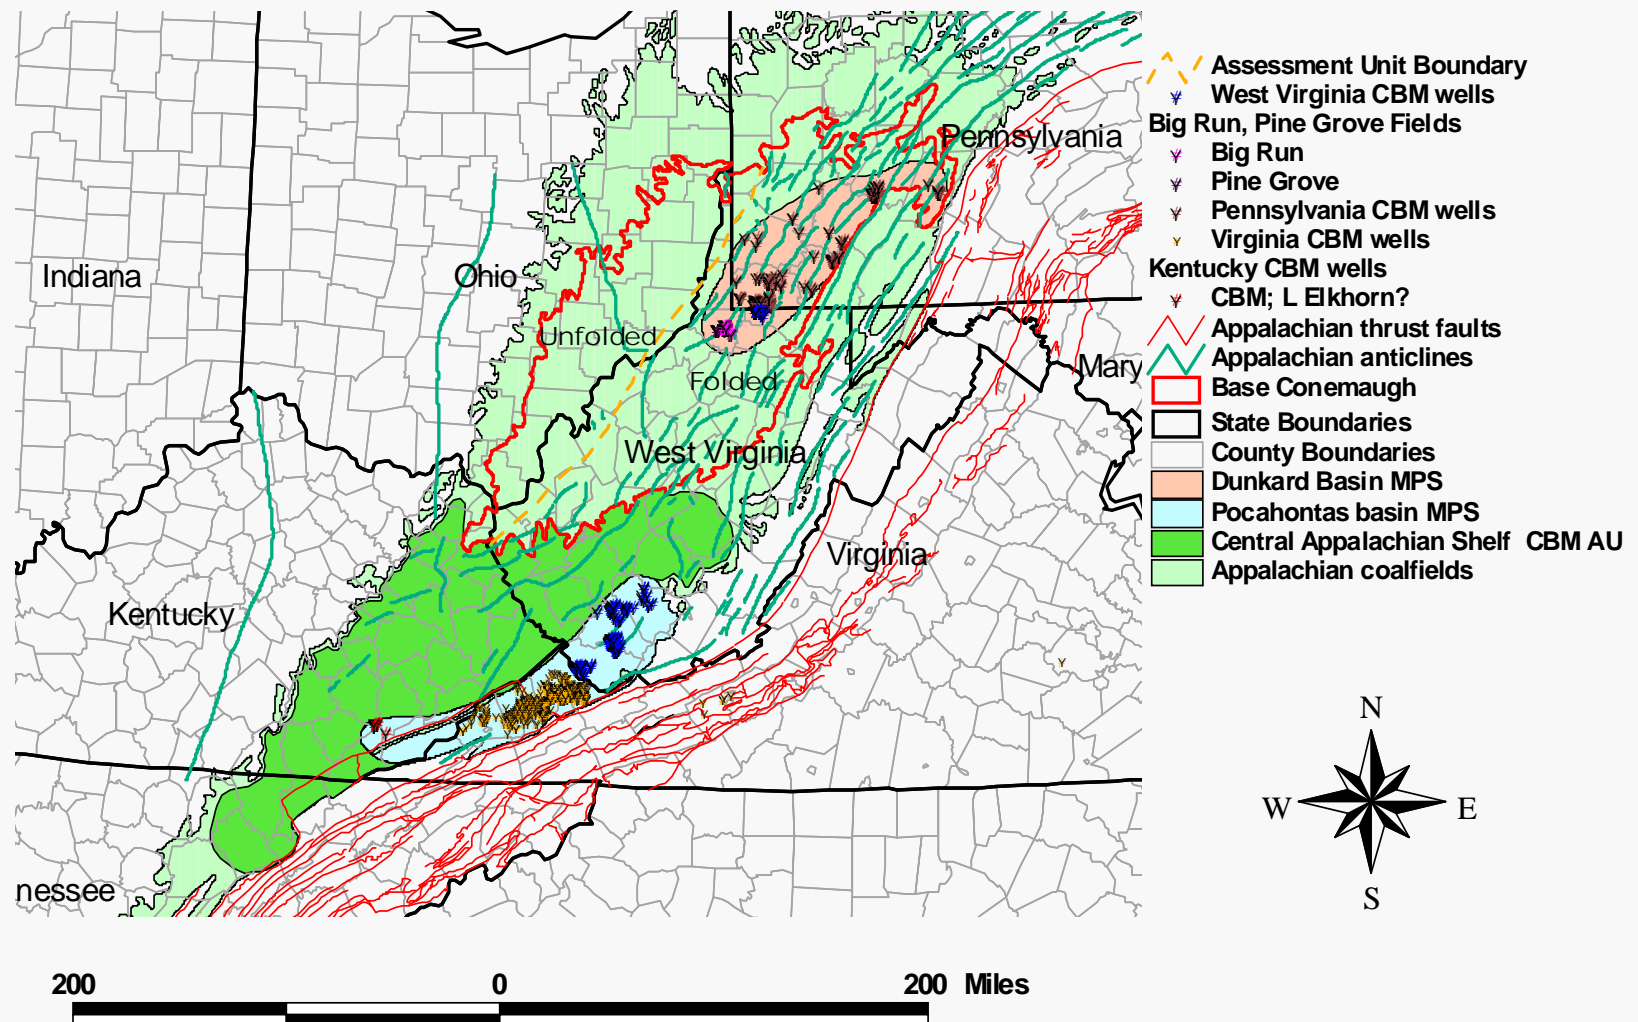 Assessment Unit Boundary
West Virginia CBM wells
Big Run, Pine Grove Fields
Big Run
Pine Grove
Pennsylvania CBM wells
Virginia CBM wells
Kentucky CBM wells
CBM; L Elkhorn?
Appalachian thrust faults
Appalachian anticlines
Base Conemaugh
State Boundaries
County Boundaries
Dunkard Basin MPS
Pocahontas basin MPS
Central Appalachian Shelf CBM AU
Appalachian coalfields
Pennsylvania
Indiana
Ohio
Unfolded
Folded
Mary
West Virginia
Virginia
Kentucky
nessee
N
W E
S
200 0 200 Miles